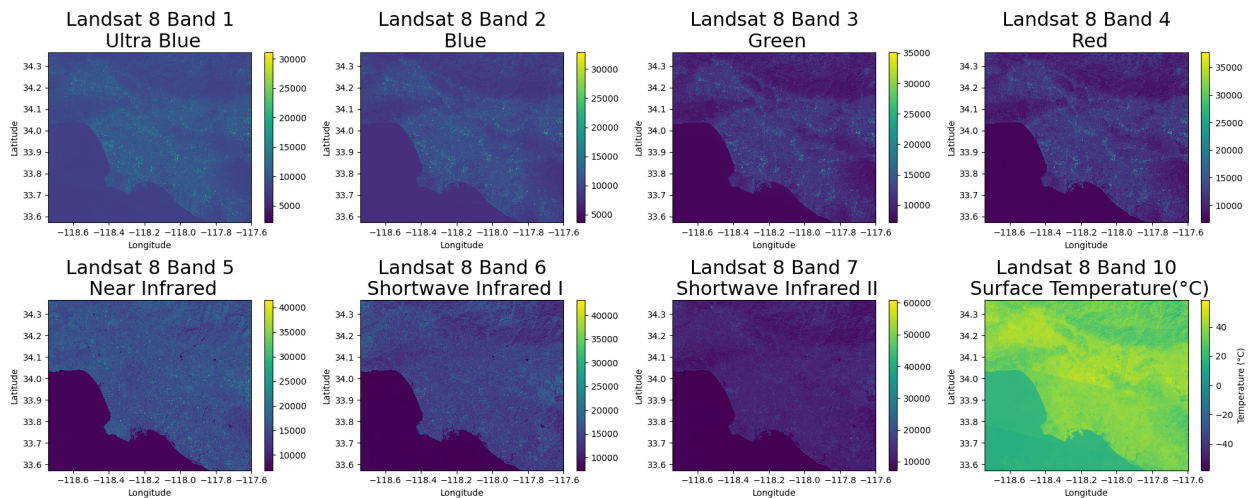 Landsat 8 Band 1
Ultra Blue
34.3
34.2
34.1
34.0
33.9
33.8
33.7
33.6
Latitude
−118.6 −118.4 −118.2 −118.0 −117.8 −117.6
Longitude
30000
25000
20000
15000
10000
5000
Landsat 8 Band 2
Blue
34.3
34.2
34.1
34.0
33.9
33.8
33.7
33.6
Latitude
−118.6 −118.4 −118.2 −118.0 −117.8 −117.6
Longitude
30000
25000
20000
15000
10000
5000
Landsat 8 Band 3
Green
34.3
34.2
34.1
34.0
33.9
33.8
33.7
33.6
Latitude
−118.6 −118.4 −118.2 −118.0 −117.8 −117.6
Longitude
35000
30000
25000
20000
15000
10000
Landsat 8 Band 4
Red
34.3
34.2
34.1
34.0
33.9
33.8
33.7
33.6
Latitude
−118.6 −118.4 −118.2 −118.0 −117.8 −117.6
Longitude
35000
30000
25000
20000
15000
10000
Landsat 8 Band 5
Near Infrared
34.3
34.2
34.1
34.0
33.9
33.8
33.7
33.6
Latitude
−118.6 −118.4 −118.2 −118.0 −117.8 −117.6
Longitude
40000
35000
30000
25000
20000
15000
10000
Landsat 8 Band 6
Shortwave Infrared I
34.3
34.2
34.1
34.0
33.9
33.8
33.7
33.6
Latitude
−118.6 −118.4 −118.2 −118.0 −117.8 −117.6
Longitude
40000
35000
30000
25000
20000
15000
10000
Landsat 8 Band 7
Shortwave Infrared II
34.3
34.2
34.1
34.0
33.9
33.8
33.7
33.6
Latitude
−118.6 −118.4 −118.2 −118.0 −117.8 −117.6
Longitude
60000
50000
40000
30000
20000
10000
Landsat 8 Band 10
Surface Temperature(°C)
34.3
34.2
34.1
34.0
33.9
33.8
33.7
33.6
Latitude
−118.6 −118.4 −118.2 −118.0 −117.8 −117.6
Longitude
40
20
0
−20
−40
Temperature (°C)